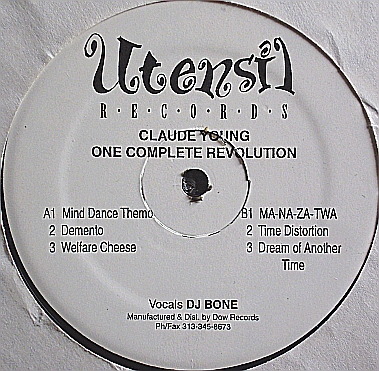 Utensil
R·E·C·O·R·D·S
CLAUDE YOUNG
ONE COMPLETE REVOLUTION
A1 Mind Dance Theme
2 Demento
3 Welfare Cheese
B1 MA-NA-ZA-TWA
2 Time Distortion
3 Dream of Another
Time
Vocals DJ BONE
Manufactured & Dist. by Dow Records
Ph/Fax 313-345-8673